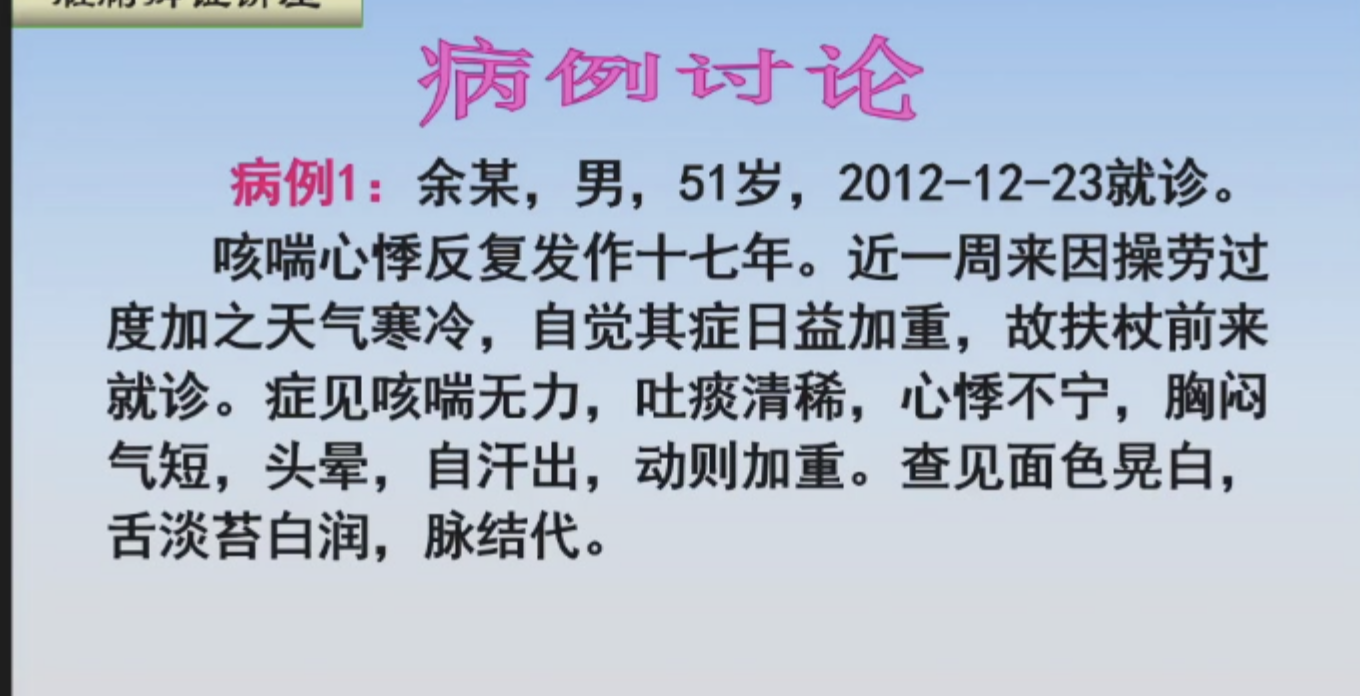 病例讨论
病例1：余某，男，51岁，2012-12-23就诊。
咳喘心悸反复发作十七年。近一周来因操劳过
度加之天气寒冷，自觉其症日益加重，故扶杖前来
就诊。症见咳喘无力，吐痰清稀，心悸不宁，胸闷
气短，头晕，自汗出，动则加重。查见面色晃白，
舌淡苔白润，脉结代。